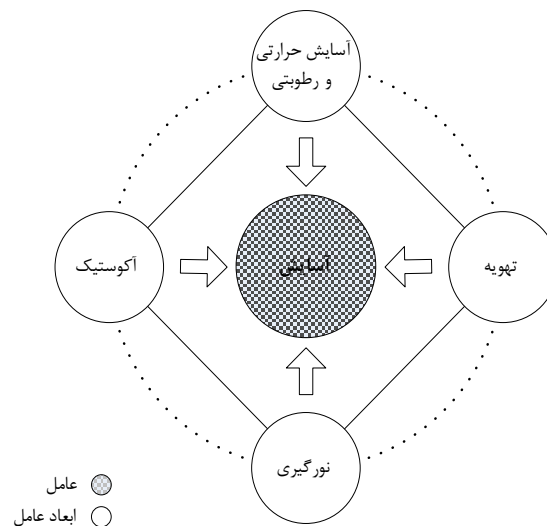 آسایش حرارتی
و رطوبتی
آکوستیک
آسایش
تهویه
نورگیری
عامل
ابعاد عامل